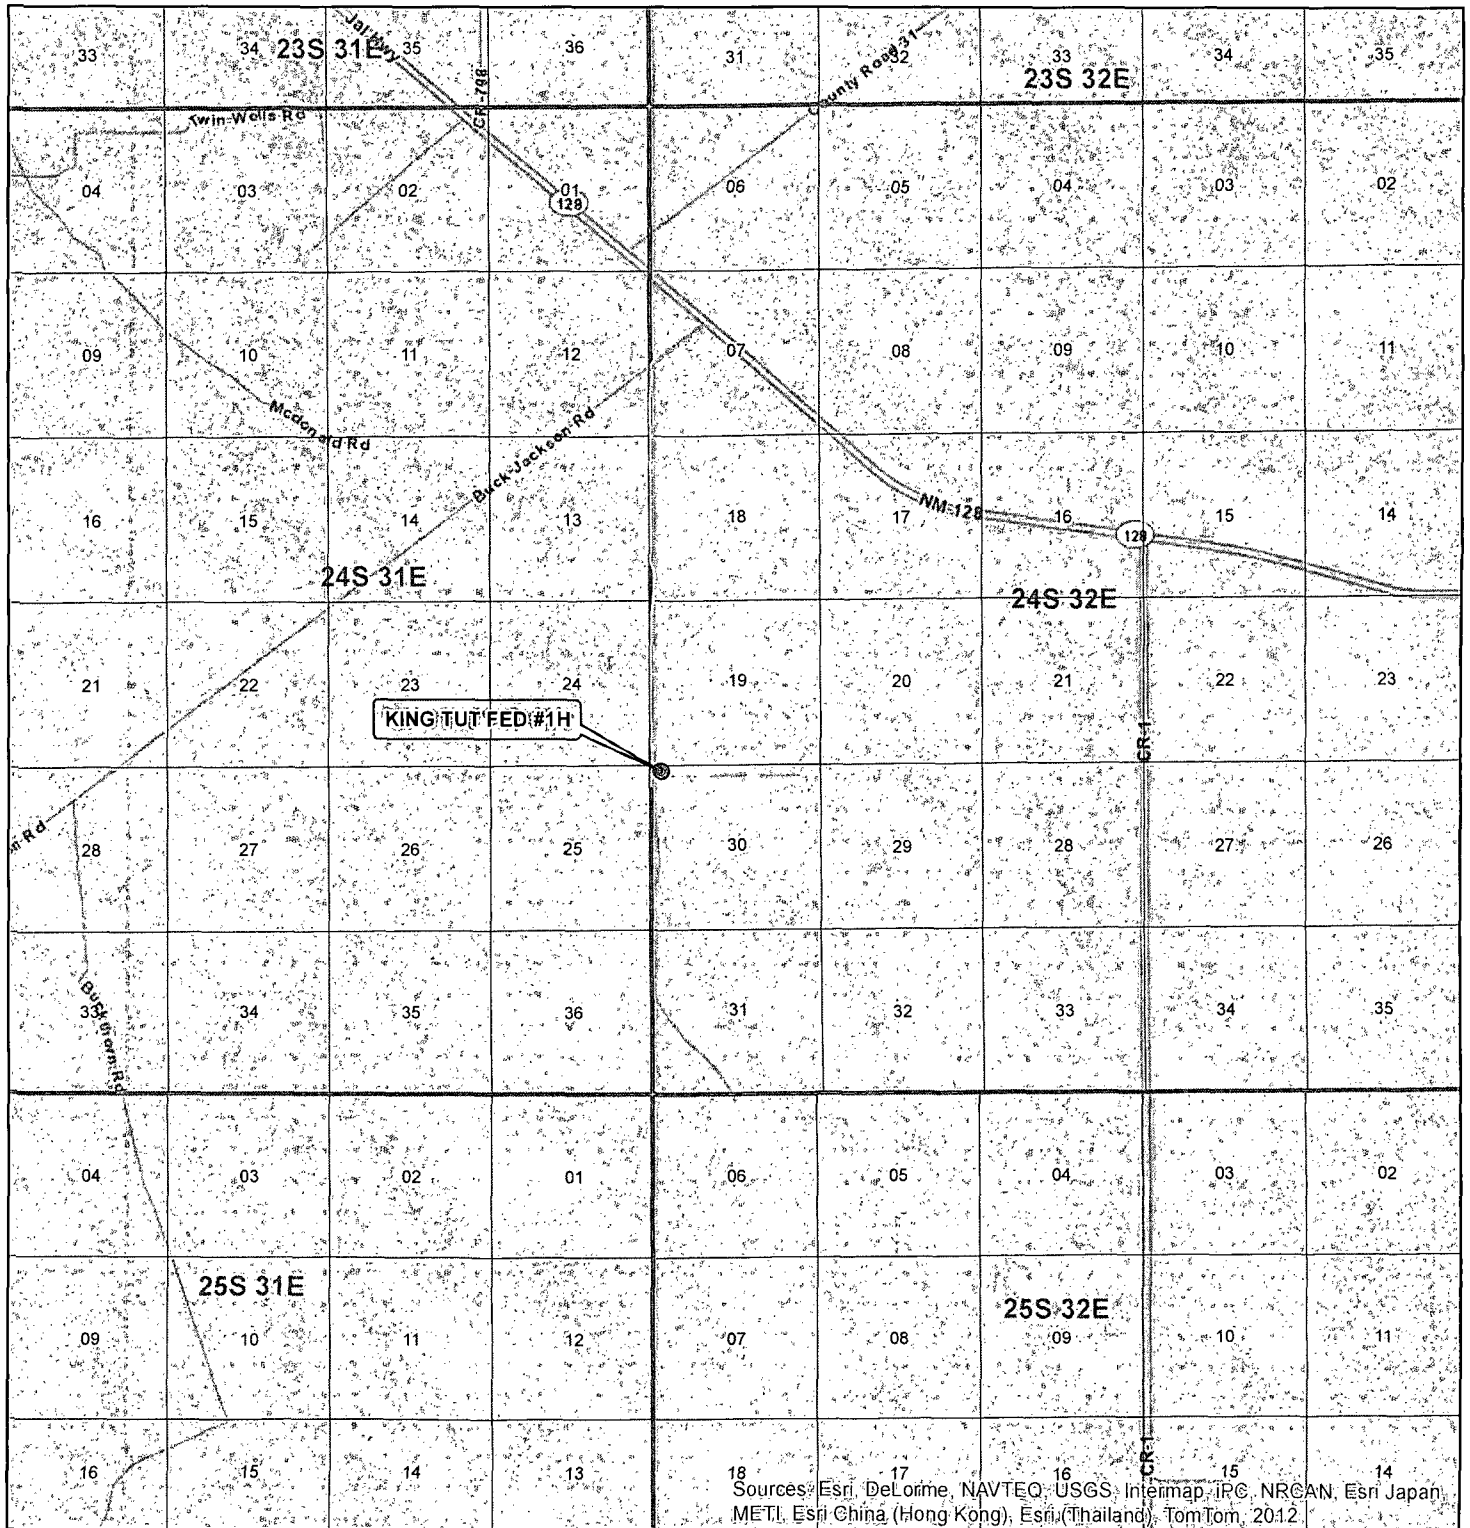 33 34 23S 31E 35 36 31 32 33 34 35
Jal Hwy
CR-798
County Road 31
23S 32E
Twin Wells Rd
04 03 02 01 06 05 04 03 02
128
09 10 11 12 07 08 09 10 11
Mcdonald Rd
Buck Jackson Rd
16 15 14 13 18 17 NM-128 16 15 14
128
24S 31E
24S 32E
21 22 23 24 19 20 21 22 23
KING TUT FED #1H
CR-1
n Rd
28 27 26 25 30 29 28 27 26
33 34 35 36 31 32 33 34 35
Buckthorn Rd
04 03 02 01 06 05 04 03 02
25S 31E
25S 32E
09 10 11 12 07 08 09 10 11
CR-1
16 15 14 13 18 17 16 15 14
Sources: Esri, DeLorme, NAVTEQ, USGS, Intermap, iPC, NRCAN, Esri Japan,
METI, Esri China (Hong Kong), Esri (Thailand), TomTom, 2012